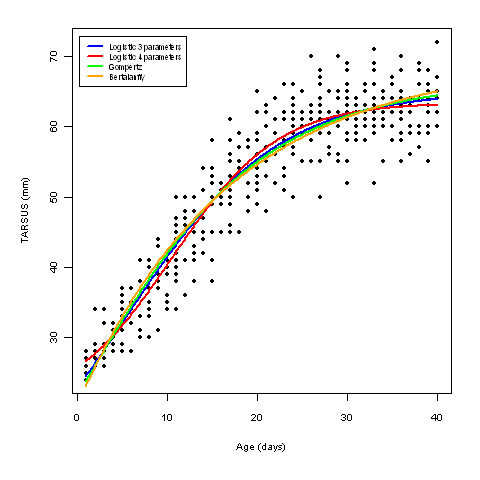 Logistic 3 parameters
Logistic 4 parameters
Gompertz
Bertalanffy
70
60
50
40
30
TARSUS (mm)
0 10 20 30 40
Age (days)